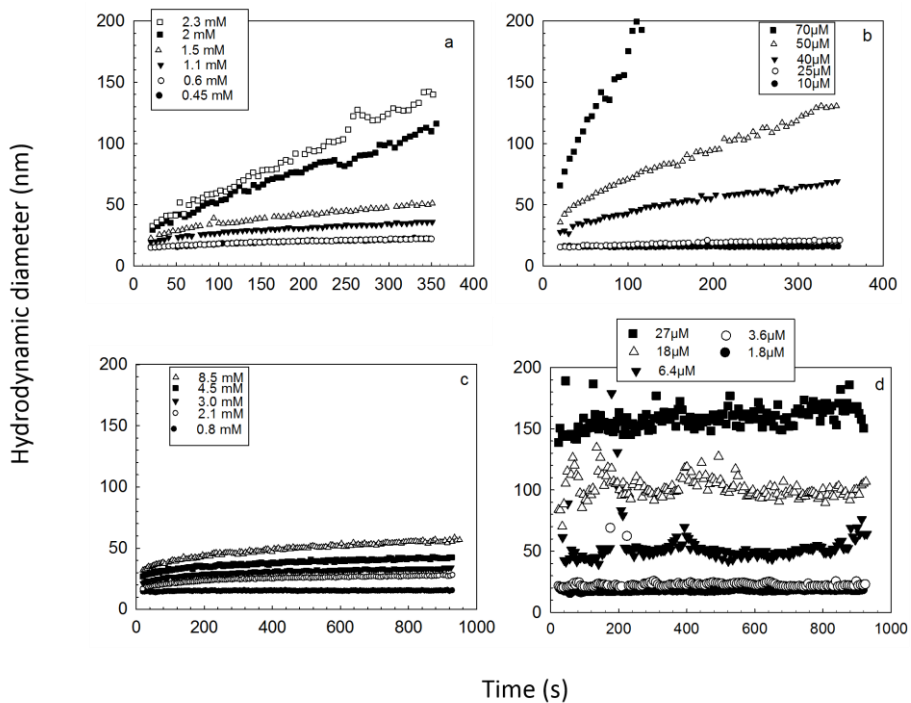 Hydrodynamic diameter (nm)
200
150
100
50
0
2.3 mM
2 mM
1.5 mM
1.1 mM
0.6 mM
0.45 mM
a
0 50 100 150 200 250 300 350 400
200
150
100
50
0
70µM
50µM
40µM
25µM
10µM
b
0 100 200 300 400
200
150
100
50
0
8.5 mM
4.5 mM
3.0 mM
2.1 mM
0.8 mM
c
0 200 400 600 800 1000
27µM 3.6µM
18µM 1.8µM
6.4µM
200
150
100
50
0
d
0 200 400 600 800 1000
Time (s)